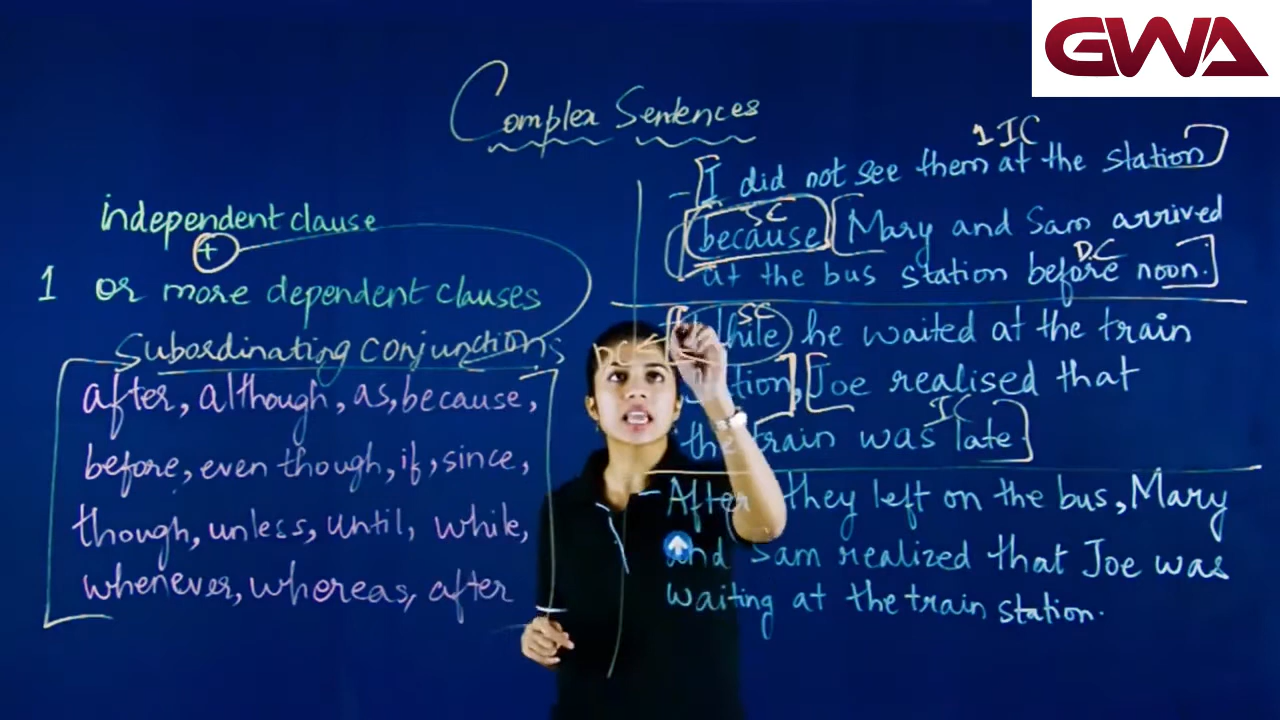 GWA
Complex Sentences
independent clause
+
1 or more dependent clauses
Subordinating conjunctions
after, although, as, because,
before, even though, if, since,
though, unless, until, while,
whenever, whereas, after
1 IC
- I did not see them at the station
SC
because Mary and Sam arrived
DC
at the bus station before noon.
SC
While he waited at the train
DC
Joe realised that
IC
the train was late
- After they left on the bus, Mary
and Sam realized that Joe was
waiting at the train station.